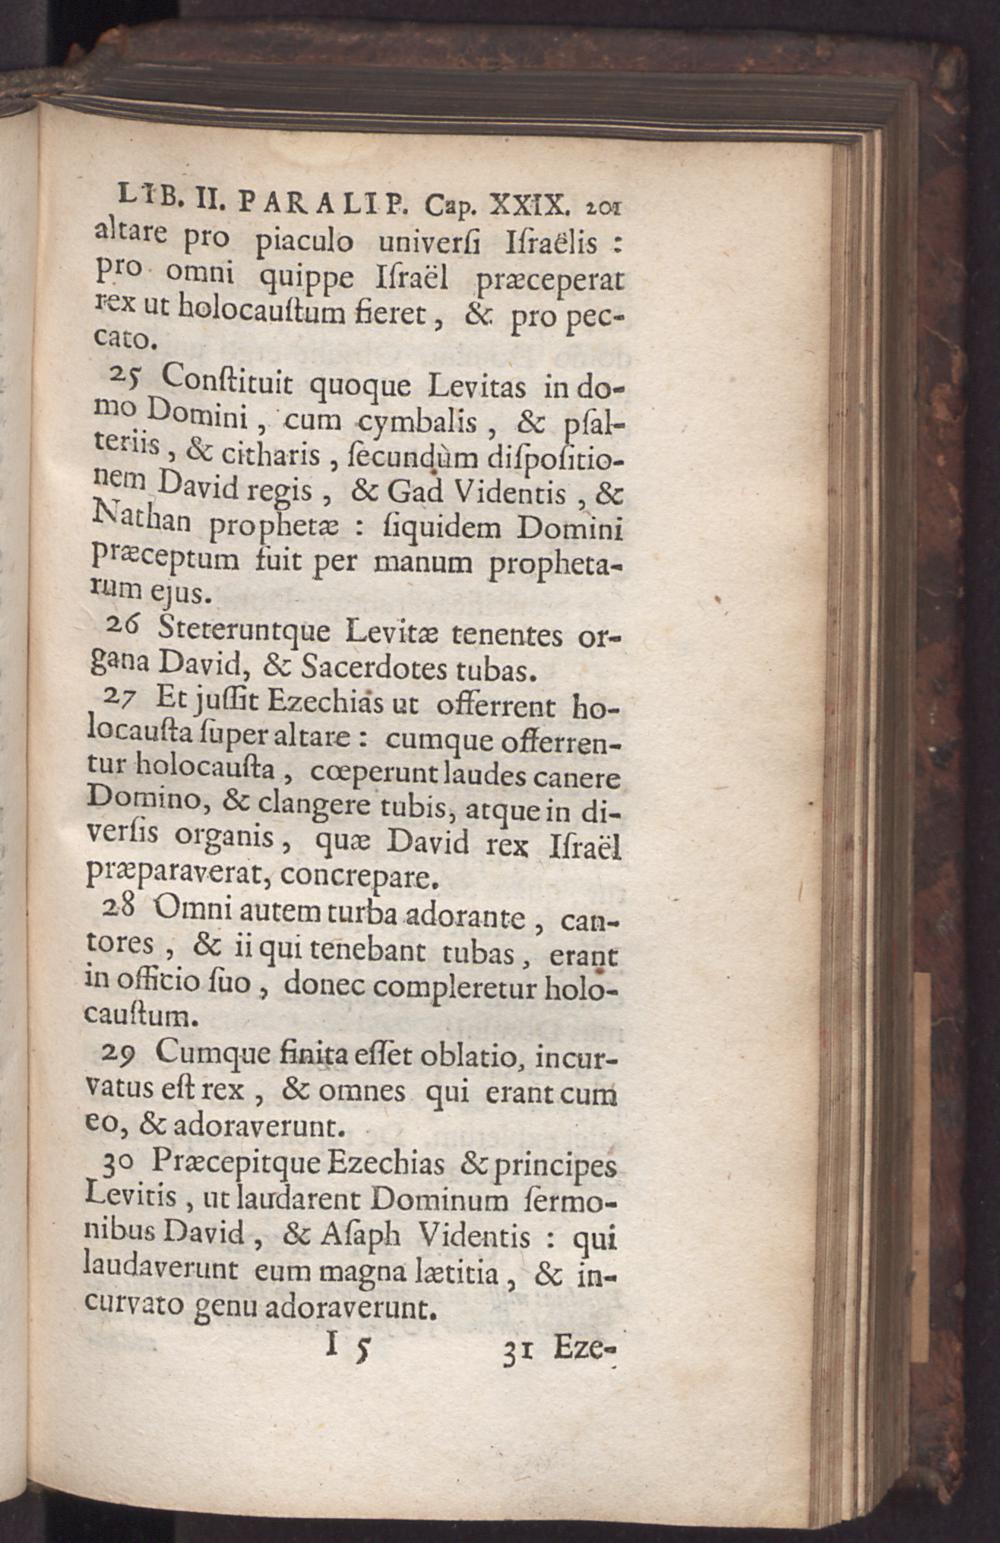 LIB. II. PARALIP. Cap. XXIX. 201
altare pro piaculo univerſi Iſraëlis :
pro omni quippe Iſraël præceperat
rex ut holocauſtum fieret, & pro pec-
cato.
25 Conſtituit quoque Levitas in do-
mo Domini, cum cymbalis, & pſal-
teriis, & citharis, ſecundùm diſpoſitio-
nem David regis, & Gad Videntis, &
Nathan prophetæ : ſiquidem Domini
præceptum fuit per manum propheta-
rum ejus.
26 Steteruntque Levitæ tenentes or-
gana David, & Sacerdotes tubas.
27 Et juſſit Ezechias ut offerrent ho-
locauſta ſuper altare : cumque offerren-
tur holocauſta, cœperunt laudes canere
Domino, & clangere tubis, atque in di-
verſis organis, quæ David rex Iſraël
præparaverat, concrepare.
28 Omni autem turba adorante, can-
tores, & ii qui tenebant tubas, erant
in officio ſuo, donec compleretur holo-
cauſtum.
29 Cumque finita eſſet oblatio, incur-
vatus eſt rex, & omnes qui erant cum
eo, & adoraverunt.
30 Præcepitque Ezechias & principes
Levitis, ut laudarent Dominum ſermo-
nibus David, & Aſaph Videntis : qui
laudaverunt eum magna lætitia, & in-
curvato genu adoraverunt.
I 5 31 Eze-